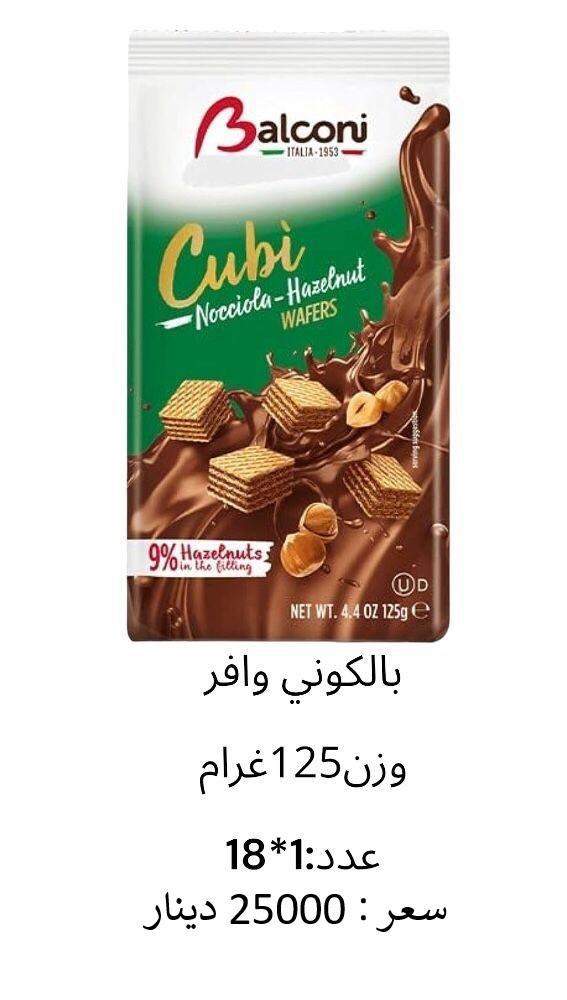 Balconi
ITALIA-1953
Cubì
Nocciola-Hazelnut
WAFERS
serving suggestion
9% Hazelnuts
in the filling
U D
NET WT. 4.4 OZ 125g ℮
بالكوني وافر
وزن125غرام
عدد:1*18
سعر : 25000 دينار